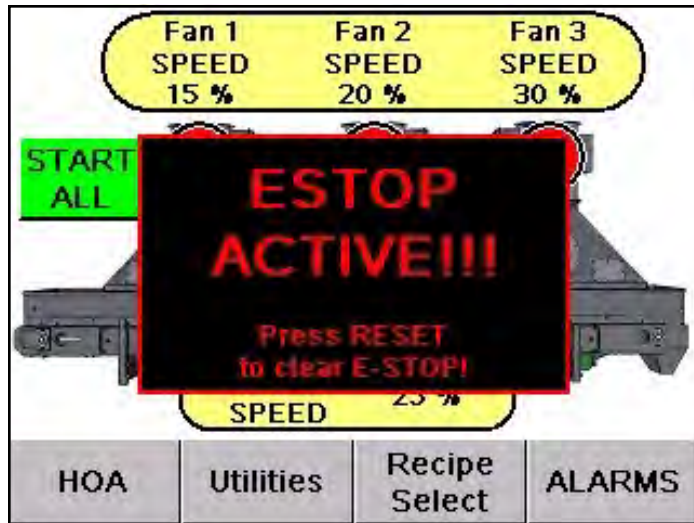 Fan 1 Fan 2 Fan 3
SPEED SPEED SPEED
15 % 20 % 30 %
START
ALL
ESTOP
ACTIVE!!!
Press RESET
to clear E-STOP!
SPEED 25 %
HOA Utilities Recipe Select ALARMS